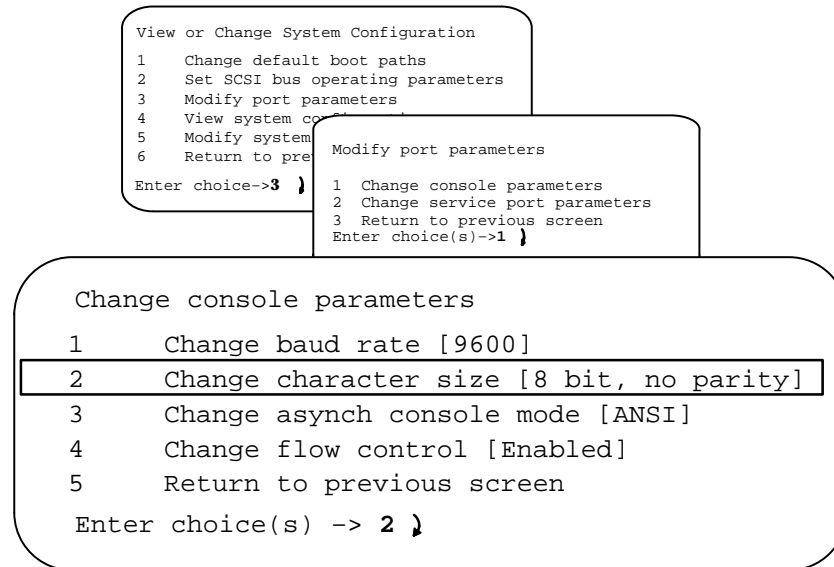 View or Change System Configuration
1 Change default boot paths
2 Set SCSI bus operating parameters
3 Modify port parameters
4 View system
5 Modify system
6 Return to
Enter choice->3
Modify port parameters
1 Change console parameters
2 Change service port parameters
3 Return to previous screen
Enter choice(s)->1
Change console parameters
1 Change baud rate [9600]
2 Change character size [8 bit, no parity]
3 Change asynch console mode [ANSI]
4 Change flow control [Enabled]
5 Return to previous screen
Enter choice(s) -> 2